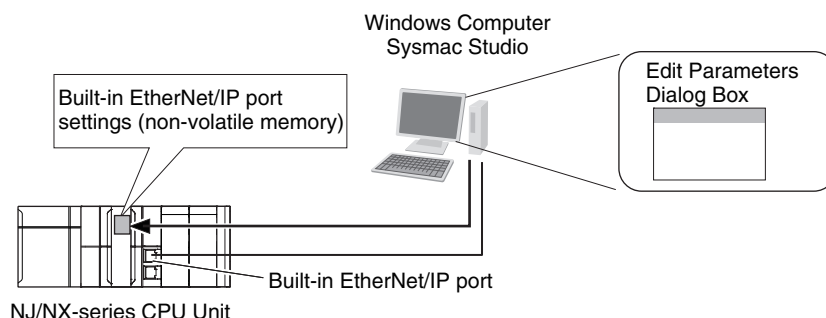 Windows Computer
Sysmac Studio
Edit Parameters
Dialog Box
Built-in EtherNet/IP port
settings (non-volatile memory)
Built-in EtherNet/IP port
NJ/NX-series CPU Unit